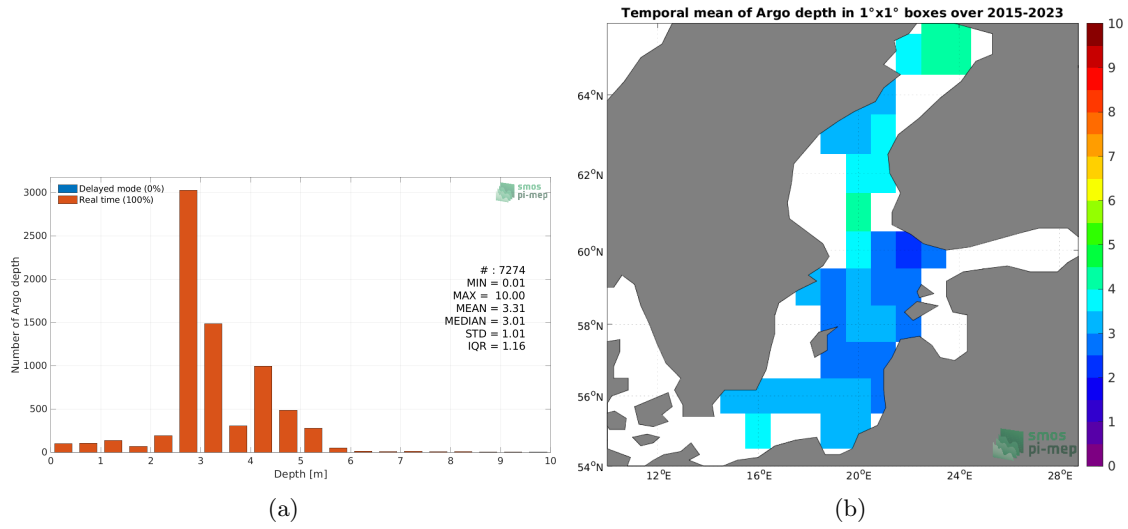 Delayed mode (0%)
Real time (100%)
smos
pi-mep
# : 7274
MIN = 0.01
MAX = 10.00
MEAN = 3.31
MEDIAN = 3.01
STD = 1.01
IQR = 1.16
Number of Argo depth
3000
2500
2000
1500
1000
500
0
0 1 2 3 4 5 6 7 8 9 10
Depth [m]
(a)
Temporal mean of Argo depth in 1°x1° boxes over 2015-2023
64°N
62°N
60°N
58°N
56°N
54°N
12°E 16°E 20°E 24°E 28°E
smos
pi-mep
10
9
8
7
6
5
4
3
2
1
0
(b)